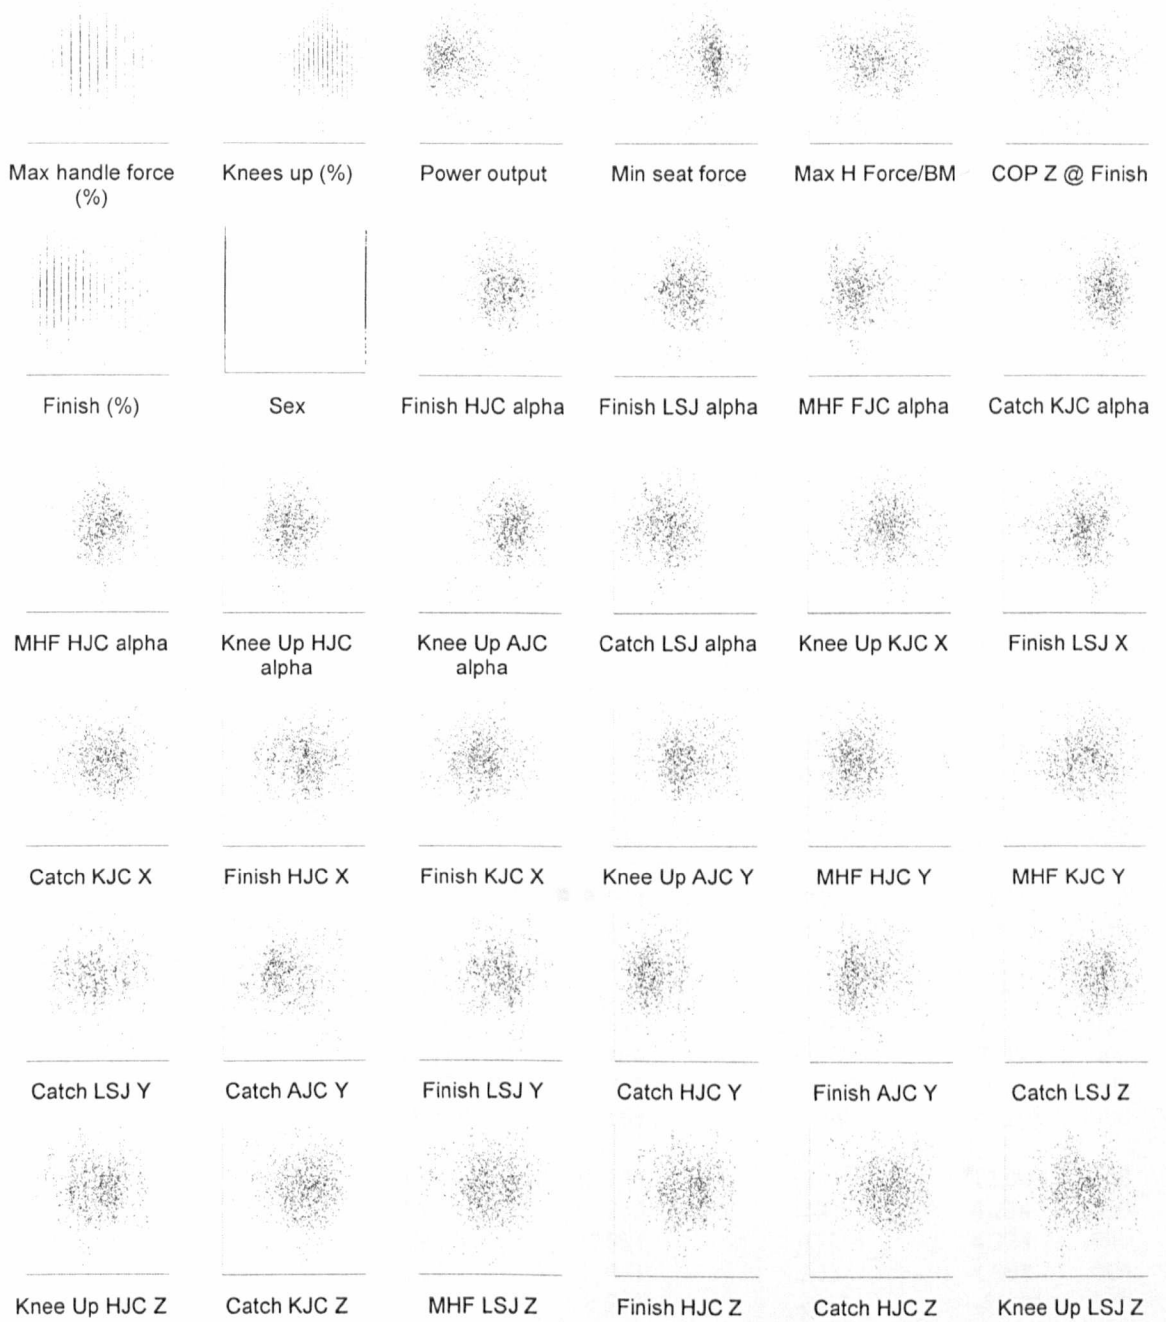 Max handle force Knees up (%) Power output Min seat force Max H Force/BM COP Z @ Finish
(%)
Finish (%) Sex Finish HJC alpha Finish LSJ alpha MHF FJC alpha Catch KJC alpha
MHF HJC alpha Knee Up HJC Knee Up AJC Catch LSJ alpha Knee Up KJC X Finish LSJ X
alpha alpha
Catch KJC X Finish HJC X Finish KJC X Knee Up AJC Y MHF HJC Y MHF KJC Y
Catch LSJ Y Catch AJC Y Finish LSJ Y Catch HJC Y Finish AJC Y Catch LSJ Z
Knee Up HJC Z Catch KJC Z MHF LSJ Z Finish HJC Z Catch HJC Z Knee Up LSJ Z